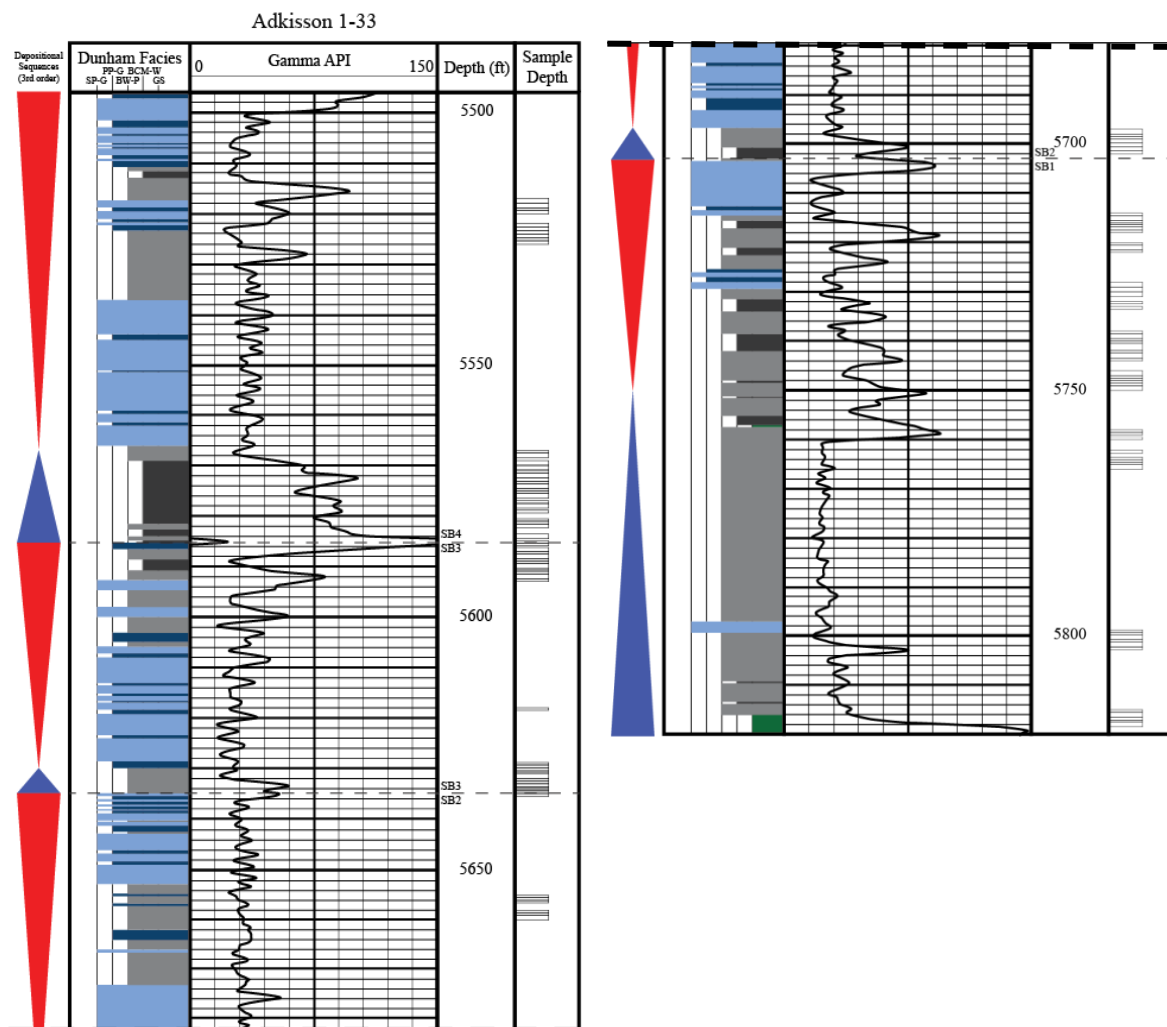 Adkisson 1-33
Depositional
Sequences
(3rd order)
Dunham Facies
PP-G BCM-W
SP-G BW-P GS
0 Gamma API 150
Depth (ft)
Sample
Depth
5500
5550
SB4
SB3
5600
SB3
SB2
5650
5700
SB2
SB1
5750
5800